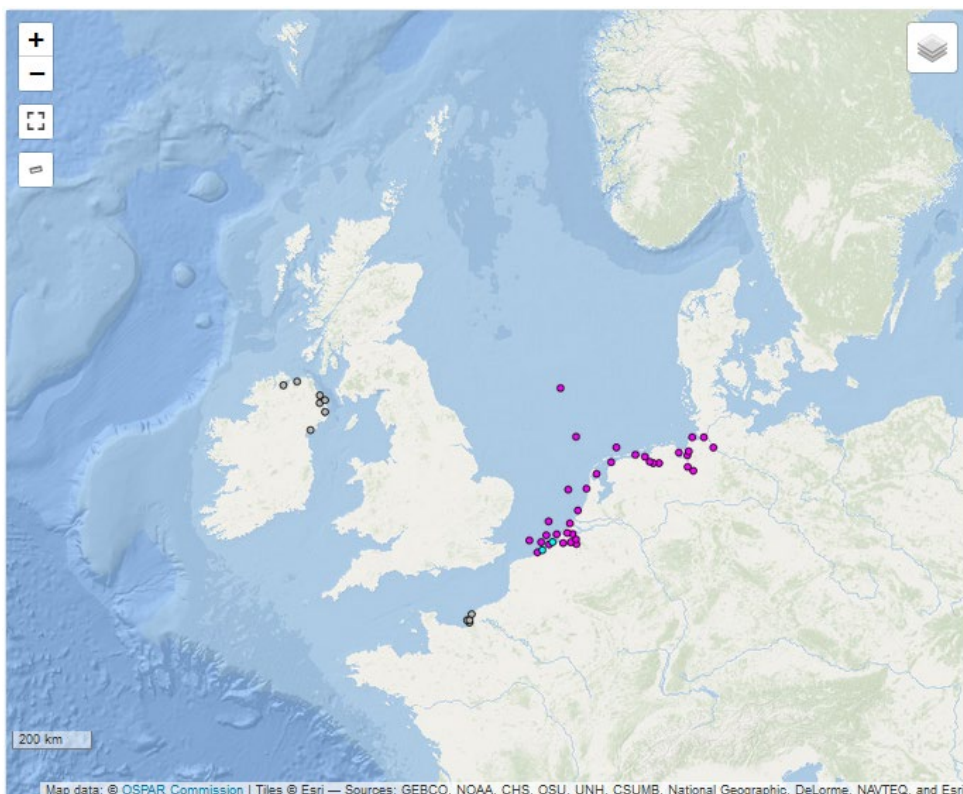 +
−
200 km
Map data: © OSPAR Commission | Tiles © Esri — Sources: GEBCO, NOAA, CHS, OSU, UNH, CSUMB, National Geographic, DeLorme, NAVTEQ, and Esri